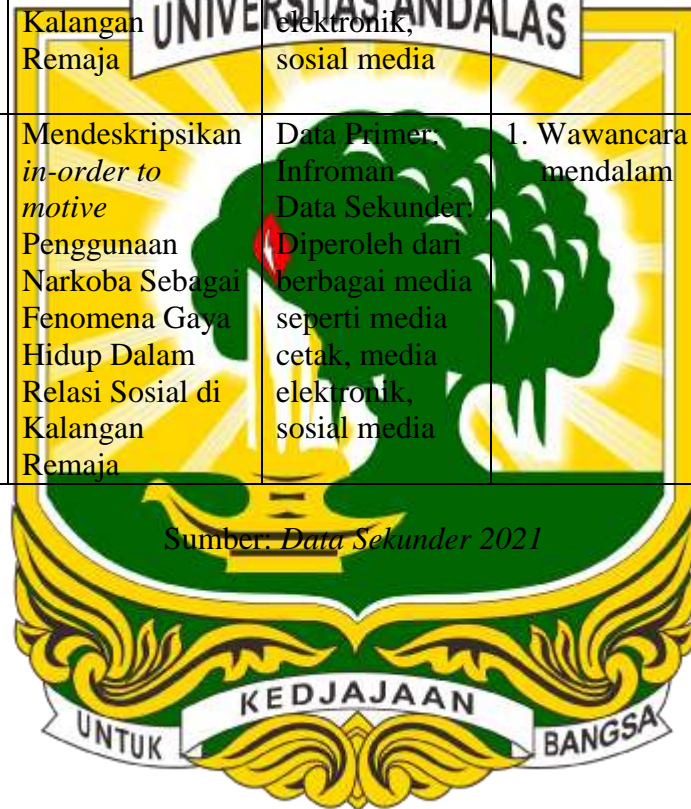 UNIVERSITAS ANDALAS
Kalangan
Remaja
elektronik,
sosial media
Mendeskripsikan
in-order to
motive
Penggunaan
Narkoba Sebagai
Fenomena Gaya
Hidup Dalam
Relasi Sosial di
Kalangan
Remaja
Data Primer:
Infroman
Data Sekunder:
Diperoleh dari
berbagai media
seperti media
cetak, media
elektronik,
sosial media
1. Wawancara
mendalam
Sumber: Data Sekunder 2021
UNTUK KEDJAJAAN BANGSA